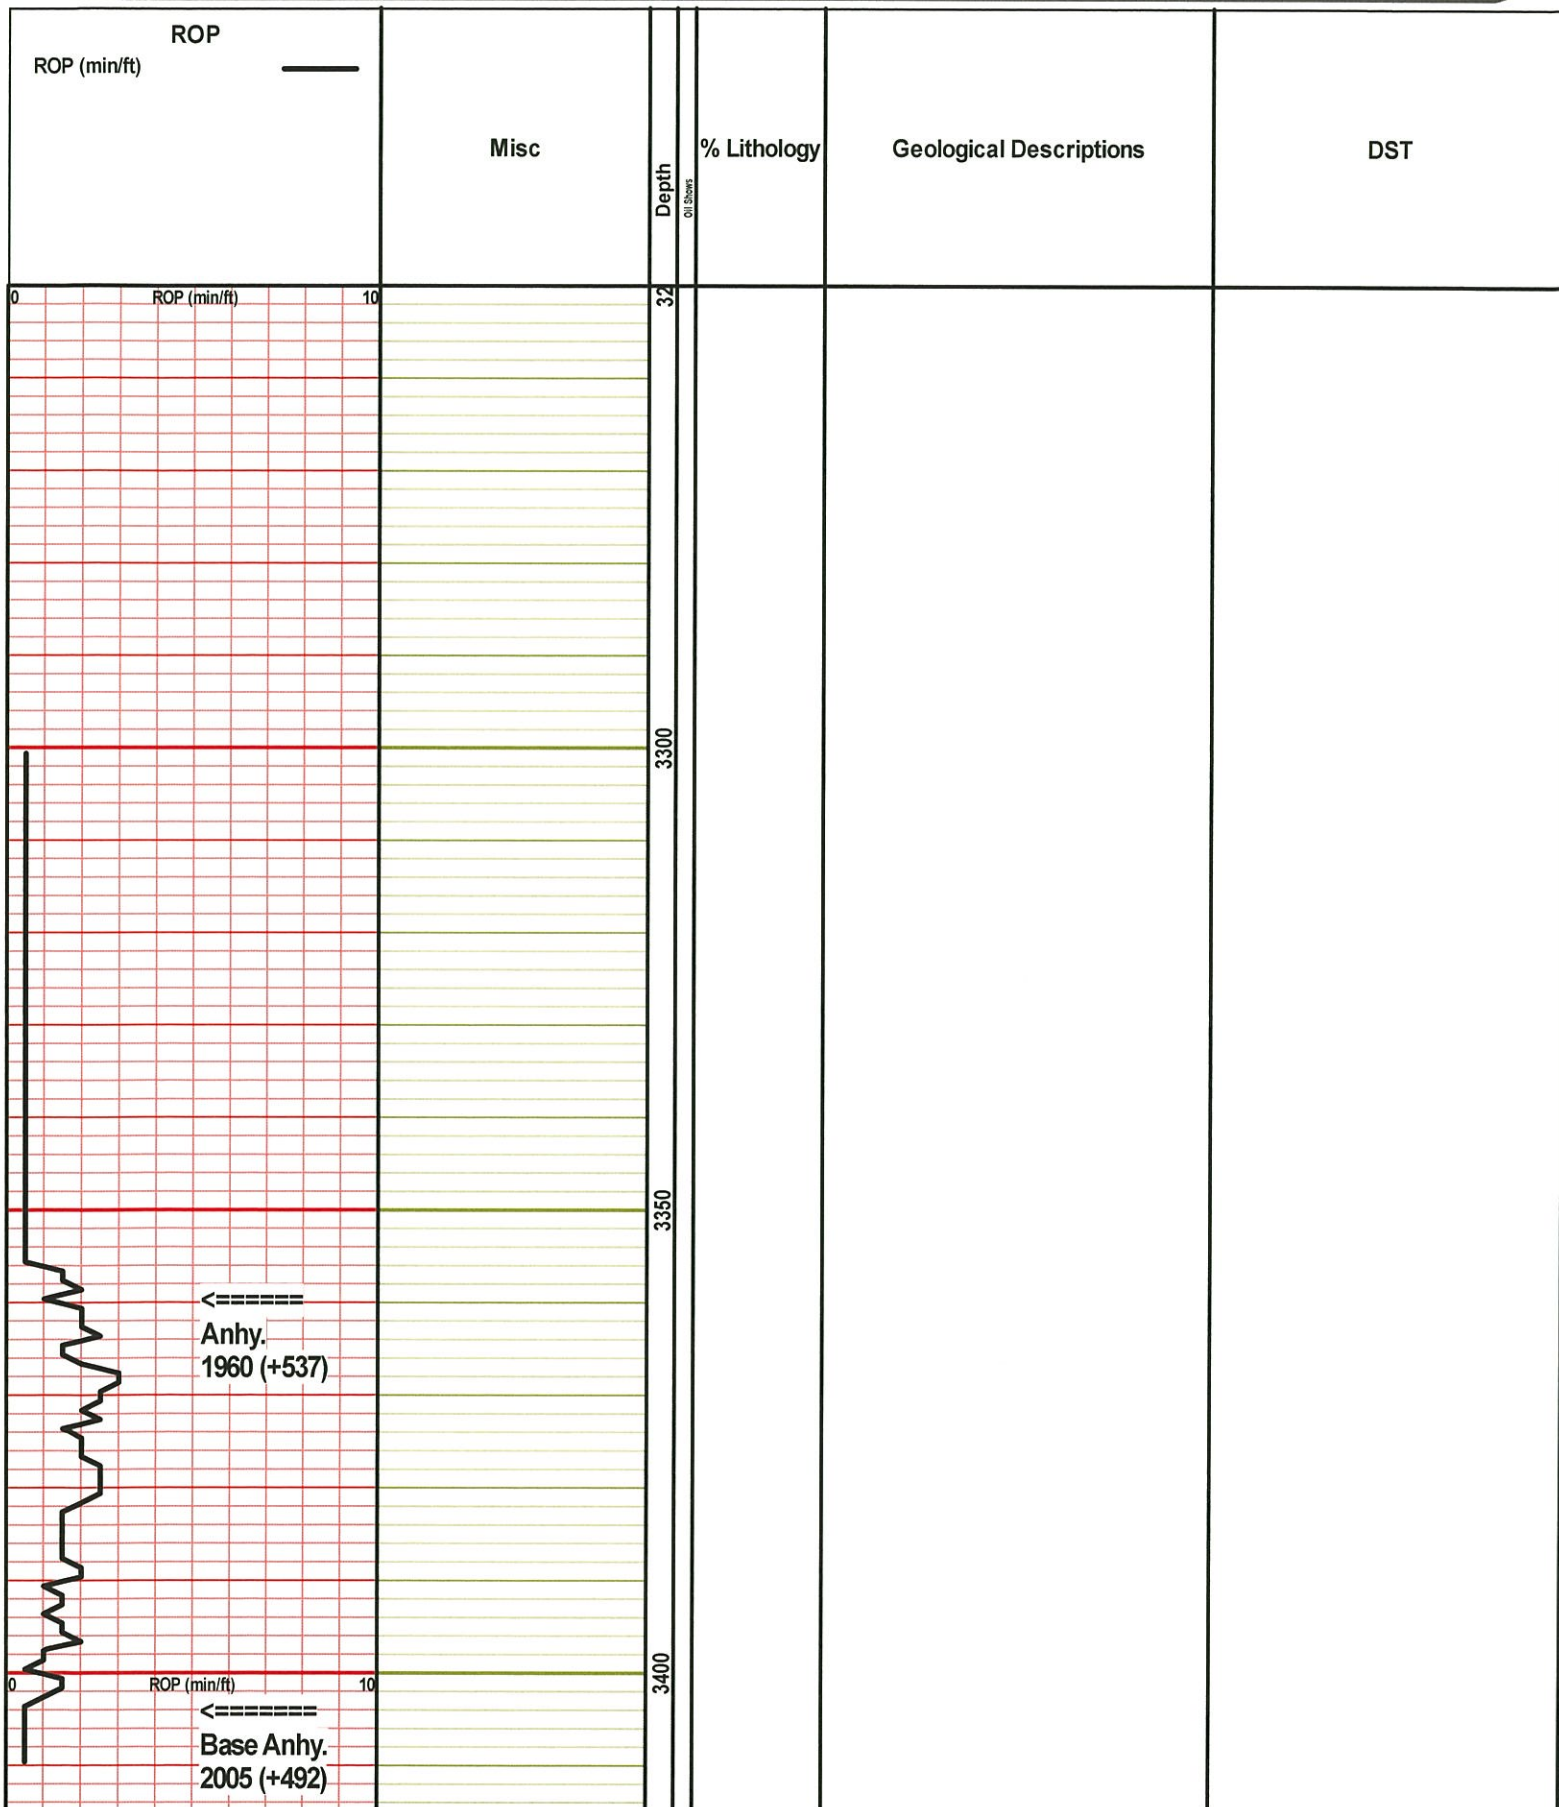 ROP
ROP (min/ft)
Misc
Depth
Oil Shows
% Lithology
Geological Descriptions
DST
0 ROP (min/ft) 10
32
3300
3350
<======
Anhy.
1960 (+537)
3400
0 ROP (min/ft) 10
<=======
Base Anhy.
2005 (+492)